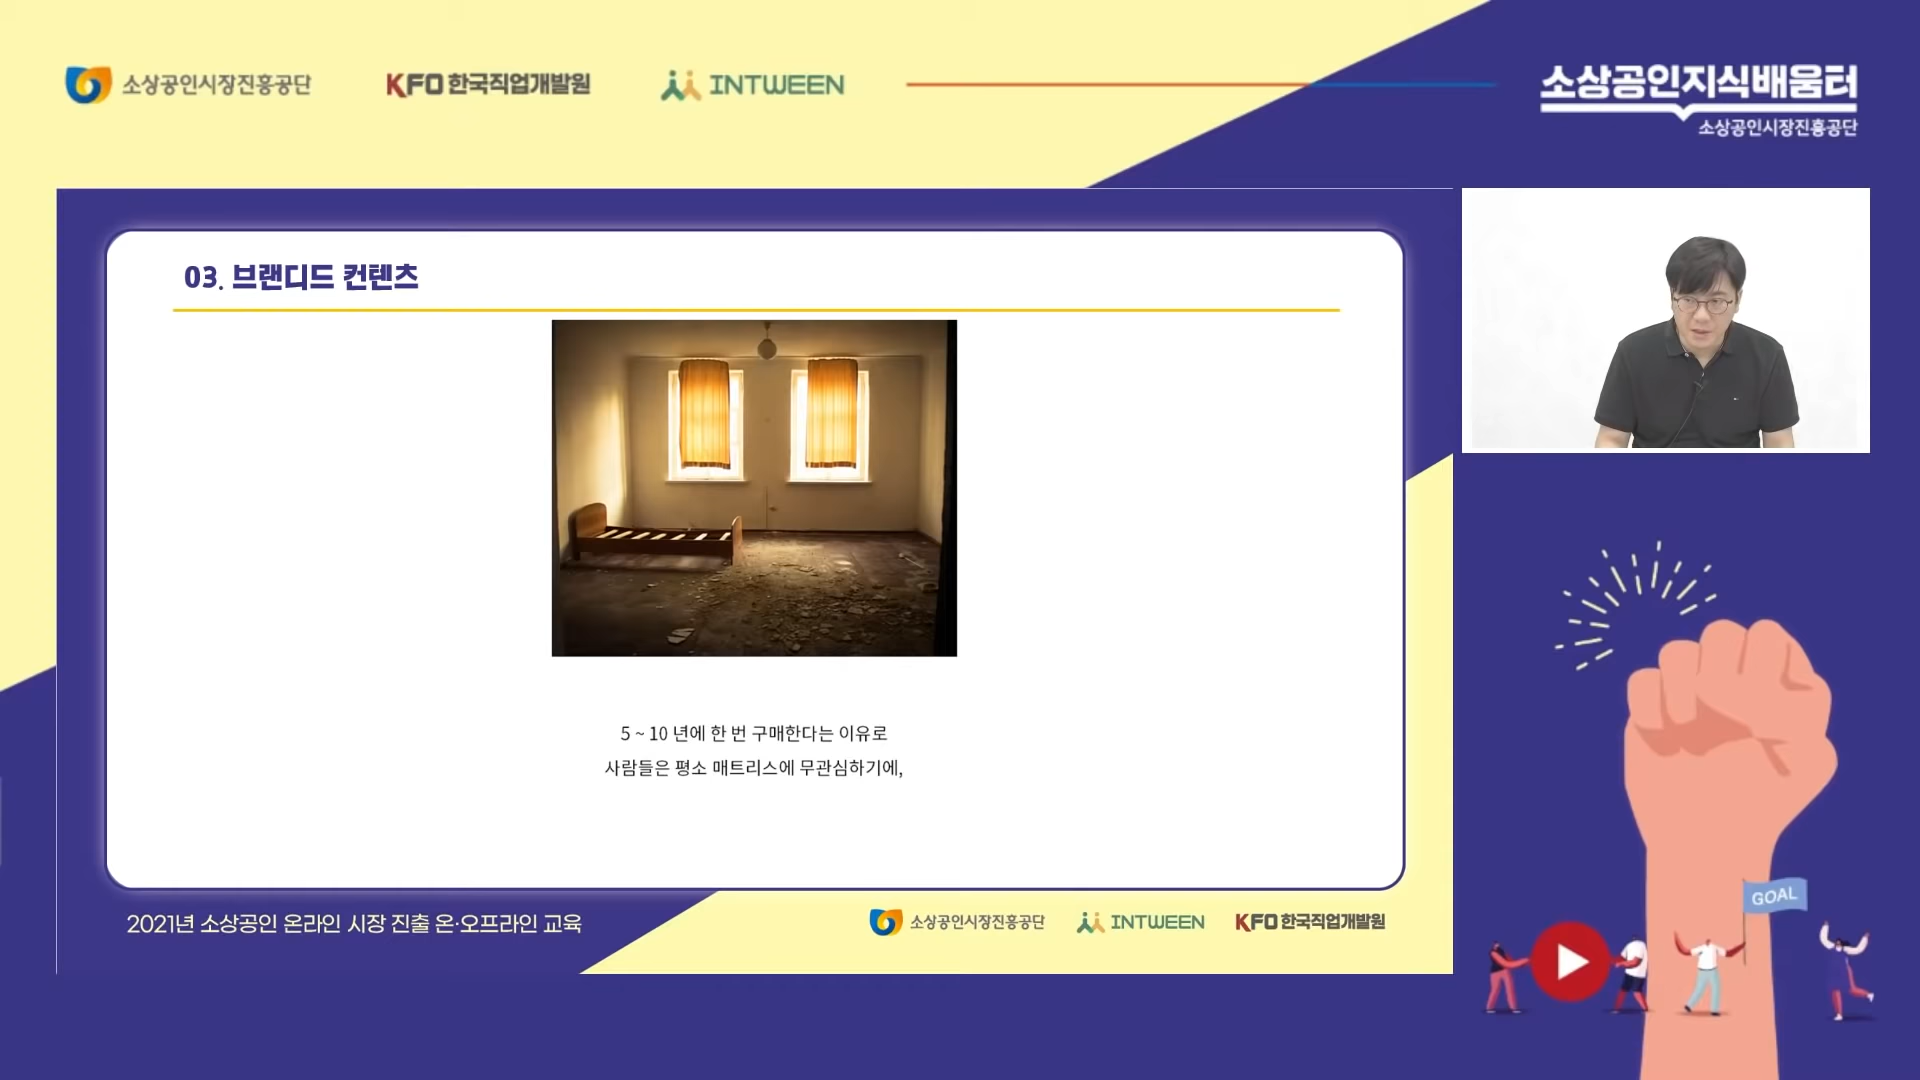 소상공인시장진흥공단
KFO 한국직업개발원
INTWEEN
소상공인지식배움터
소상공인시장진흥공단
03. 브랜디드 컨텐츠
5 ~ 10 년에 한 번 구매한다는 이유로
사람들은 평소 매트리스에 무관심하기에,
2021년 소상공인 온라인 시장 진출 온·오프라인 교육
소상공인시장진흥공단
INTWEEN
KFO 한국직업개발원
GOAL